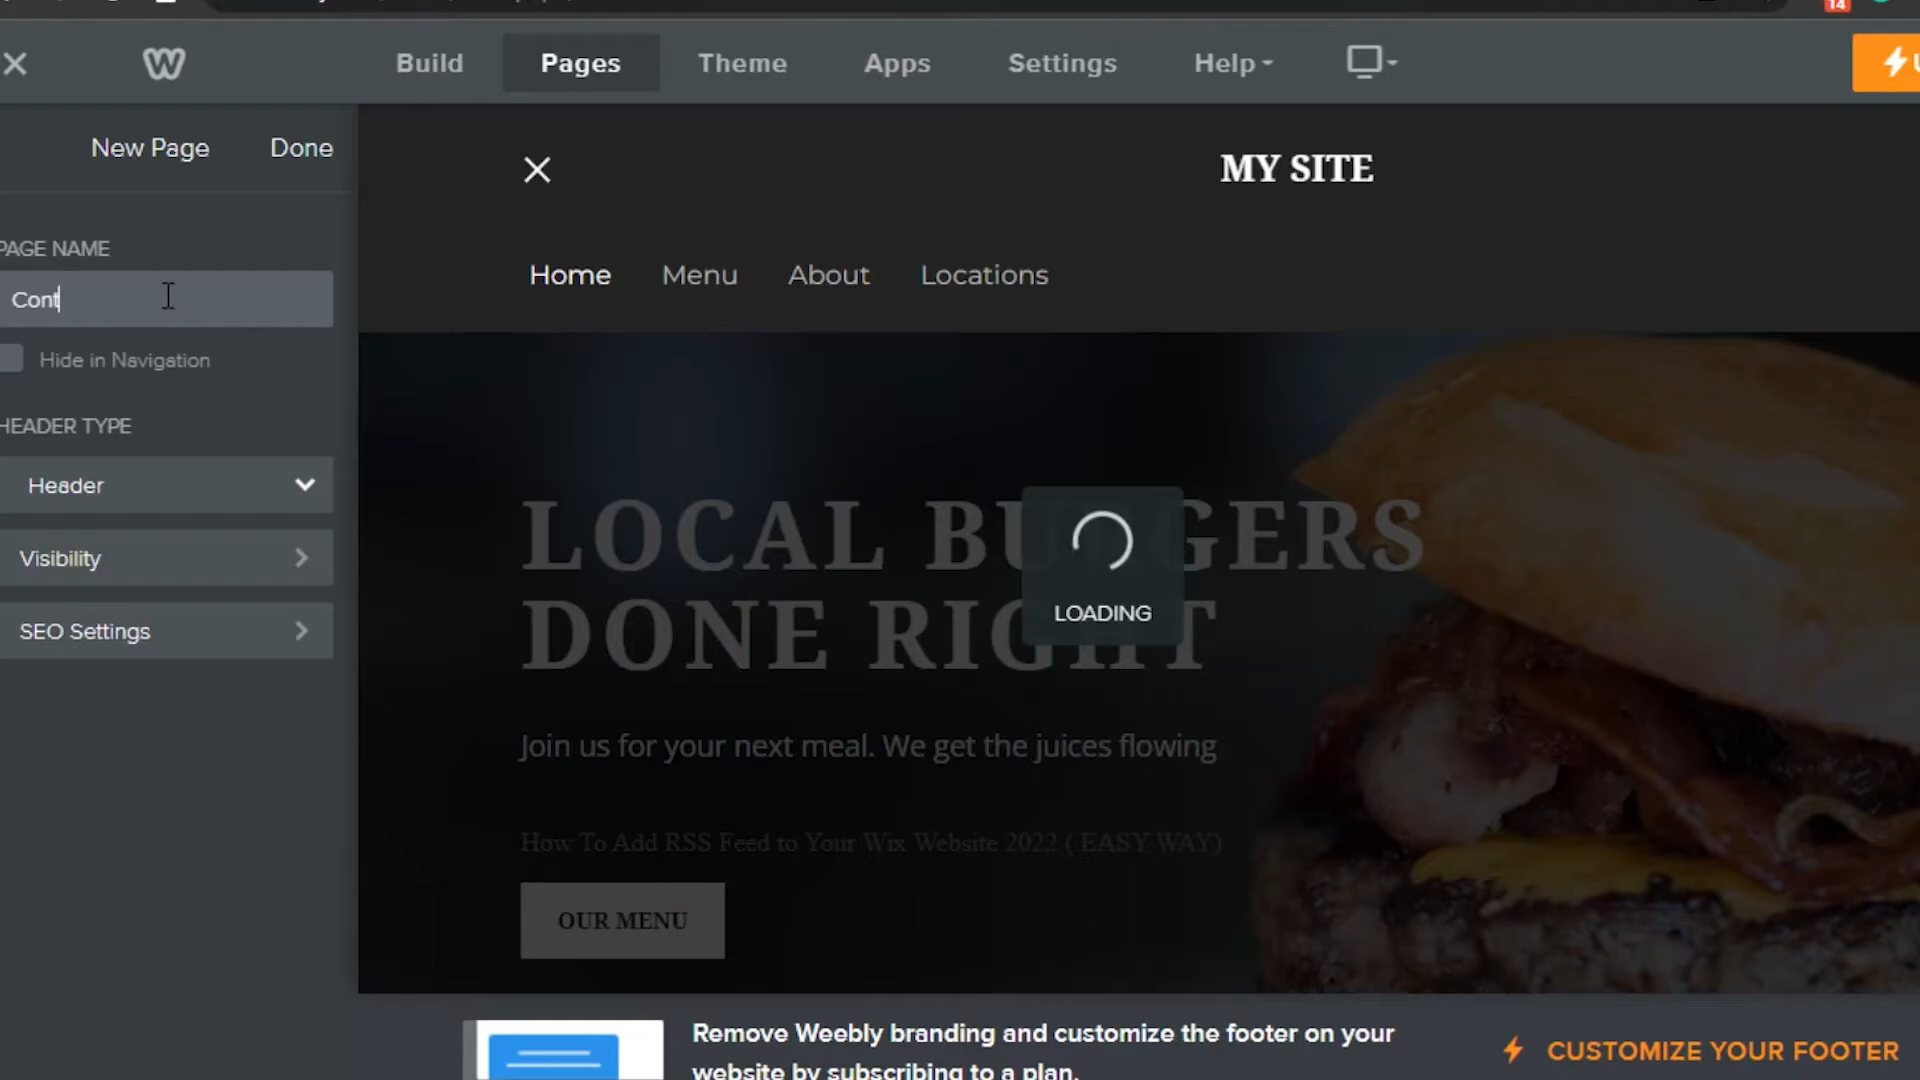 14
Build Pages Theme Apps Settings Help
New Page Done
MY SITE
PAGE NAME
Cont
Home Menu About Locations
Hide in Navigation
HEADER TYPE
Header
Visibility
SEO Settings
LOCAL BURGERS
DONE RIGHT
LOADING
Join us for your next meal. We get the juices flowing
How To Add RSS Feed to Your Wix Website 2022 ( EASY WAY)
OUR MENU
Remove Weebly branding and customize the footer on your
website by subscribing to a plan.
CUSTOMIZE YOUR FOOTER